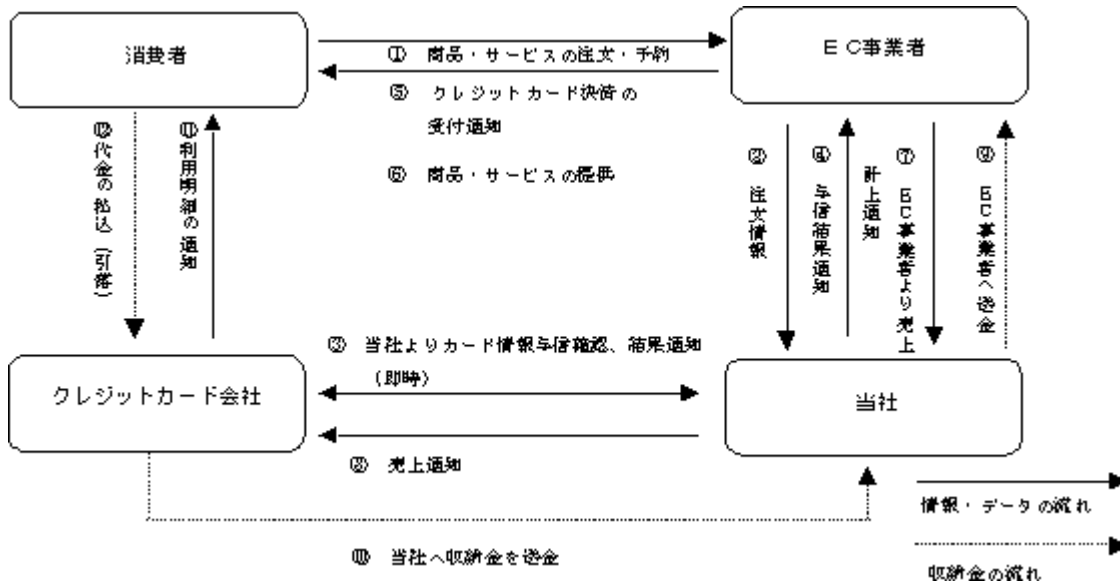 消費者
EC事業者
① 商品・サービスの注文・予約
⑤ クレジットカード決済の
受付通知
⑥ 商品・サービスの提供
⑫代金の払込(引落)
⑪利用明細の通知
② 注文情報
④ 与信結果通知
計上通知
⑦ EC事業者より売上
⑨ EC事業者へ送金
③ 当社よりカード情報与信確認、結果通知
(即時)
クレジットカード会社
当社
⑧ 売上通知
情報・データの流れ
⑩ 当社へ収納金を送金
収納金の流れ